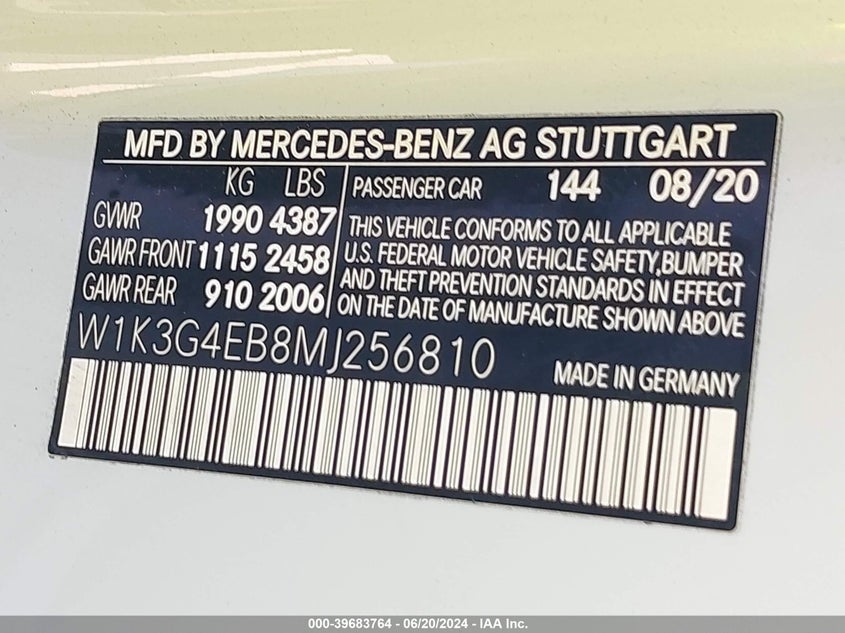 MFD BY MERCEDES-BENZ AG STUTTGART
KG LBS
GVWR 1990 4387
GAWR FRONT 1115 2458
GAWR REAR 910 2006
PASSENGER CAR 144 08/20
THIS VEHICLE CONFORMS TO ALL APPLICABLE
U.S. FEDERAL MOTOR VEHICLE SAFETY,BUMPER
AND THEFT PREVENTION STANDARDS IN EFFECT
ON THE DATE OF MANUFACTURE SHOWN ABOVE
W1K3G4EB8MJ256810
MADE IN GERMANY
000-39683764 - 06/20/2024 - IAA Inc.